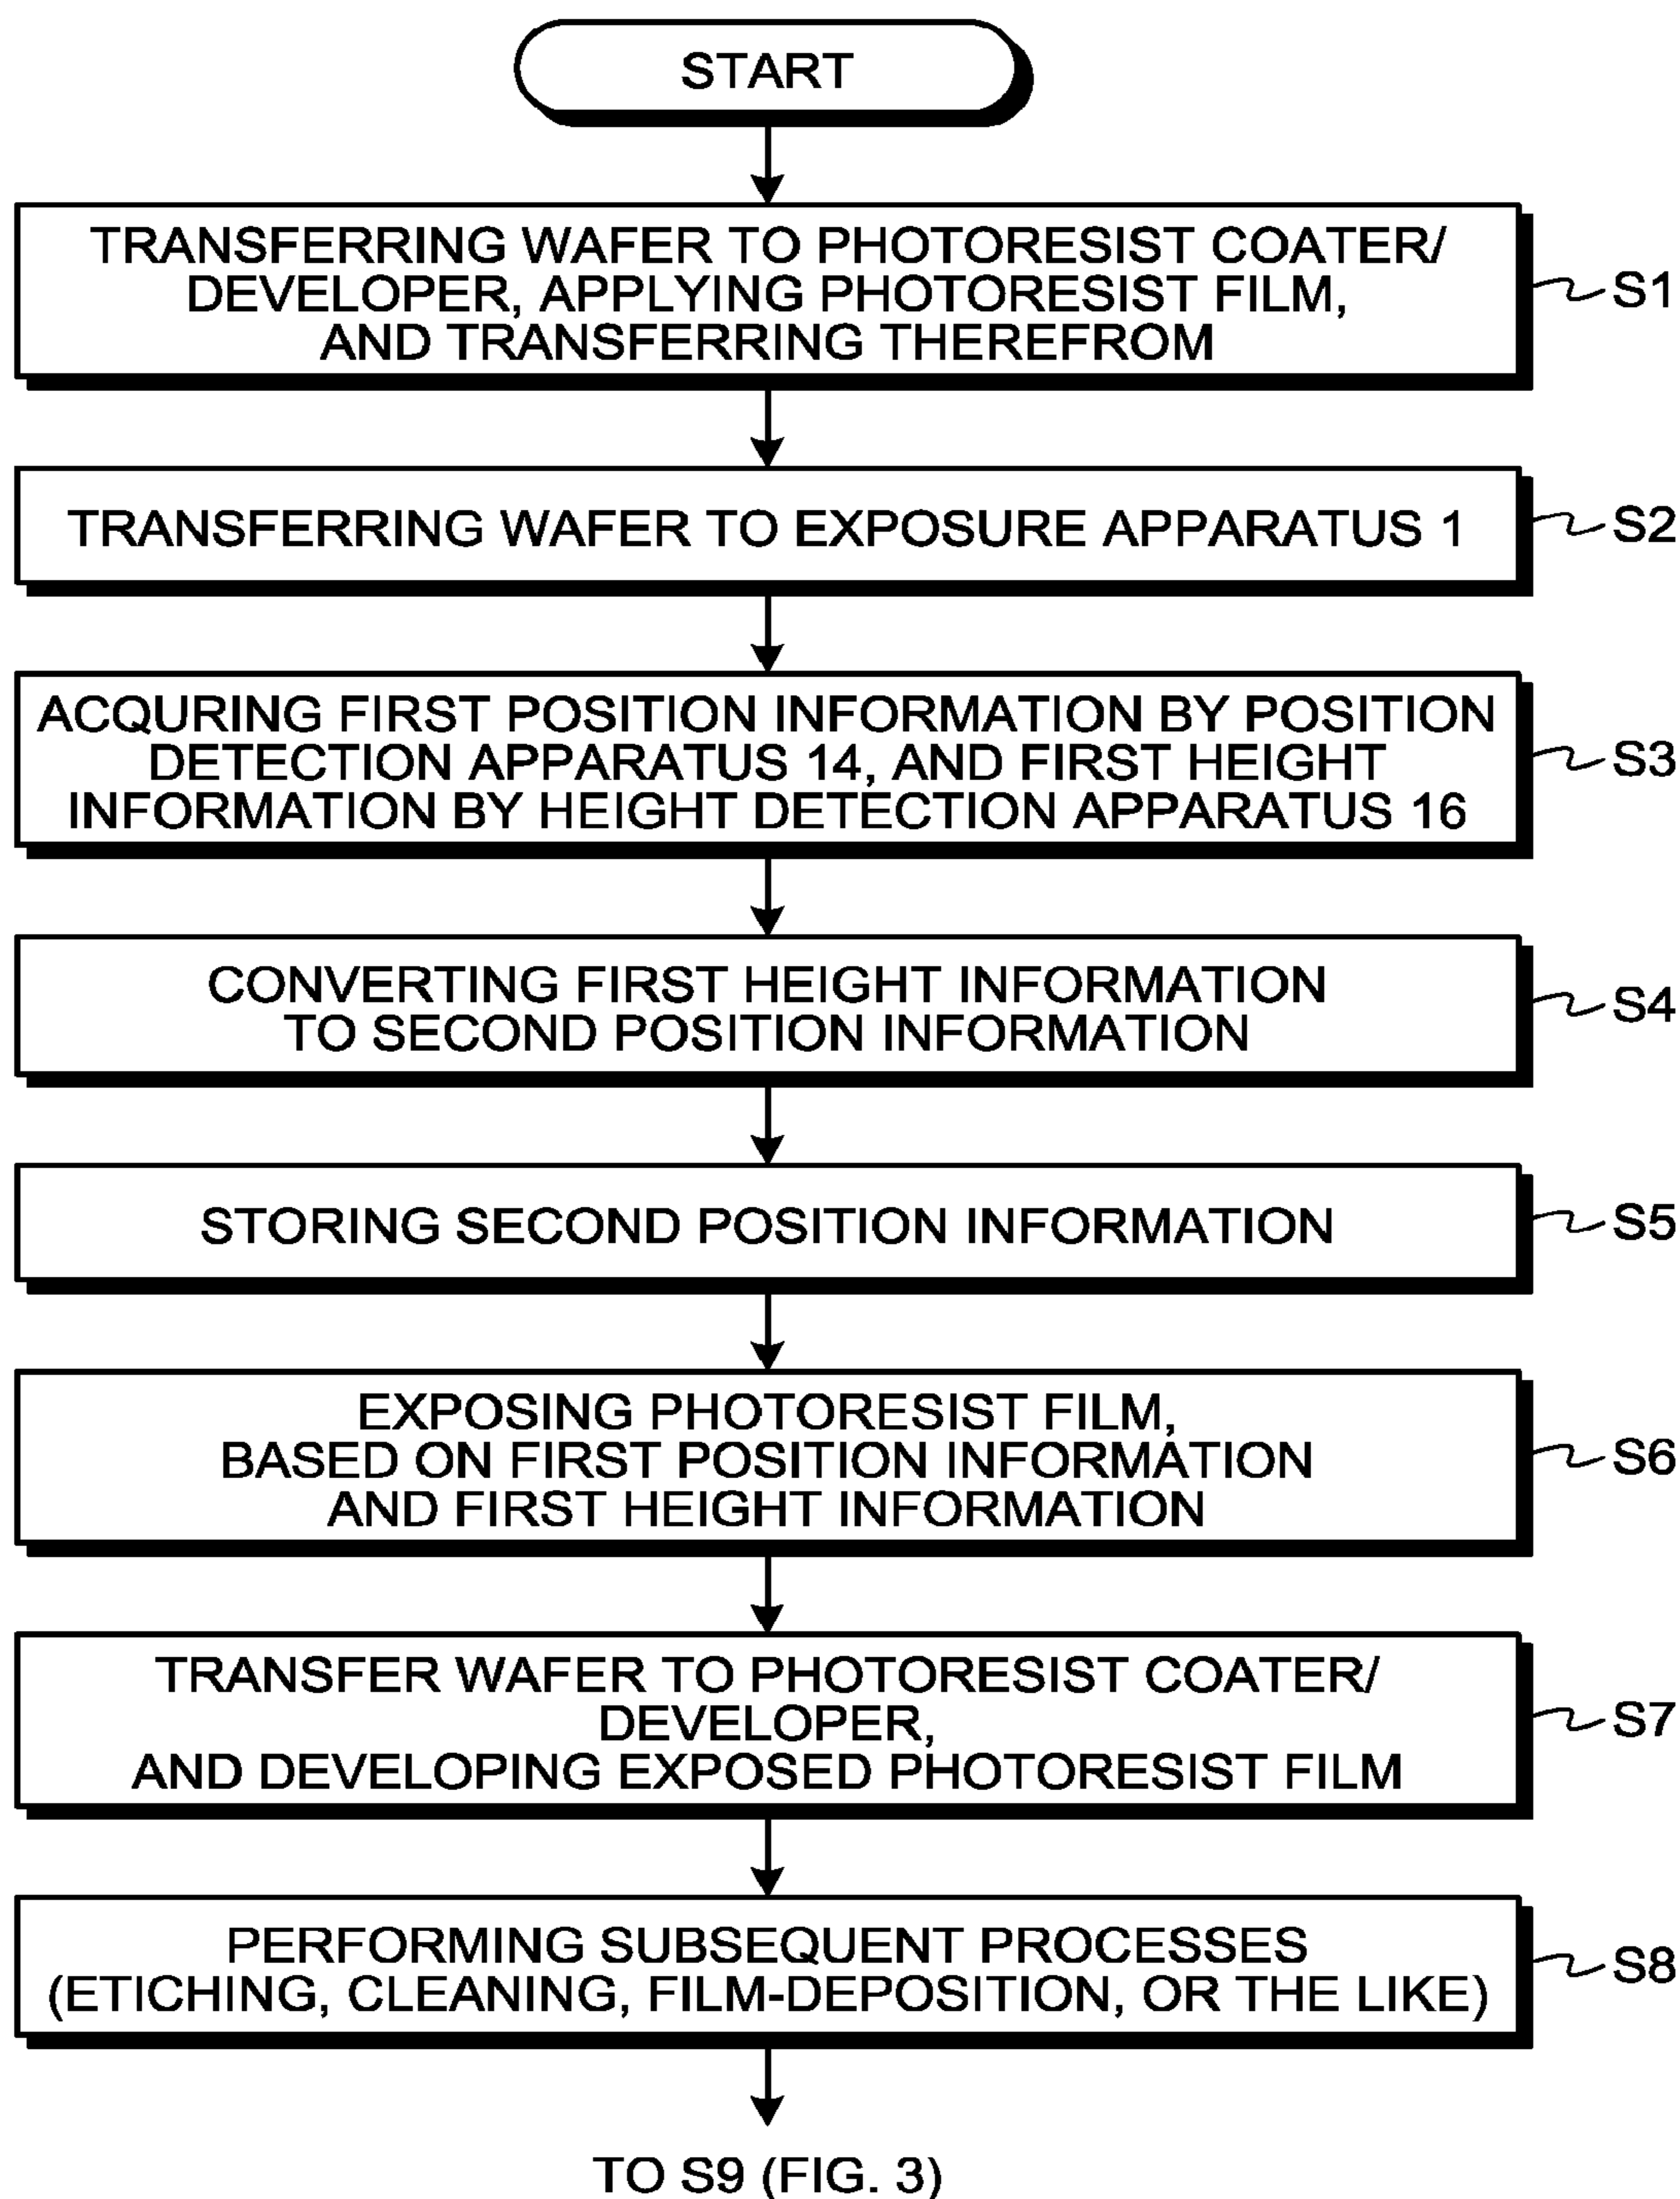 START
TRANSFERRING WAFER TO PHOTORESIST COATER/
DEVELOPER, APPLYING PHOTORESIST FILM,
AND TRANSFERRING THEREFROM
S1
TRANSFERRING WAFER TO EXPOSURE APPARATUS 1
S2
ACQURING FIRST POSITION INFORMATION BY POSITION
DETECTION APPARATUS 14, AND FIRST HEIGHT
INFORMATION BY HEIGHT DETECTION APPARATUS 16
S3
CONVERTING FIRST HEIGHT INFORMATION
TO SECOND POSITION INFORMATION
S4
STORING SECOND POSITION INFORMATION
S5
EXPOSING PHOTORESIST FILM,
BASED ON FIRST POSITION INFORMATION
AND FIRST HEIGHT INFORMATION
S6
TRANSFER WAFER TO PHOTORESIST COATER/
DEVELOPER,
AND DEVELOPING EXPOSED PHOTORESIST FILM
S7
PERFORMING SUBSEQUENT PROCESSES
(ETICHING, CLEANING, FILM-DEPOSITION, OR THE LIKE)
S8
TO S9 (FIG. 3)